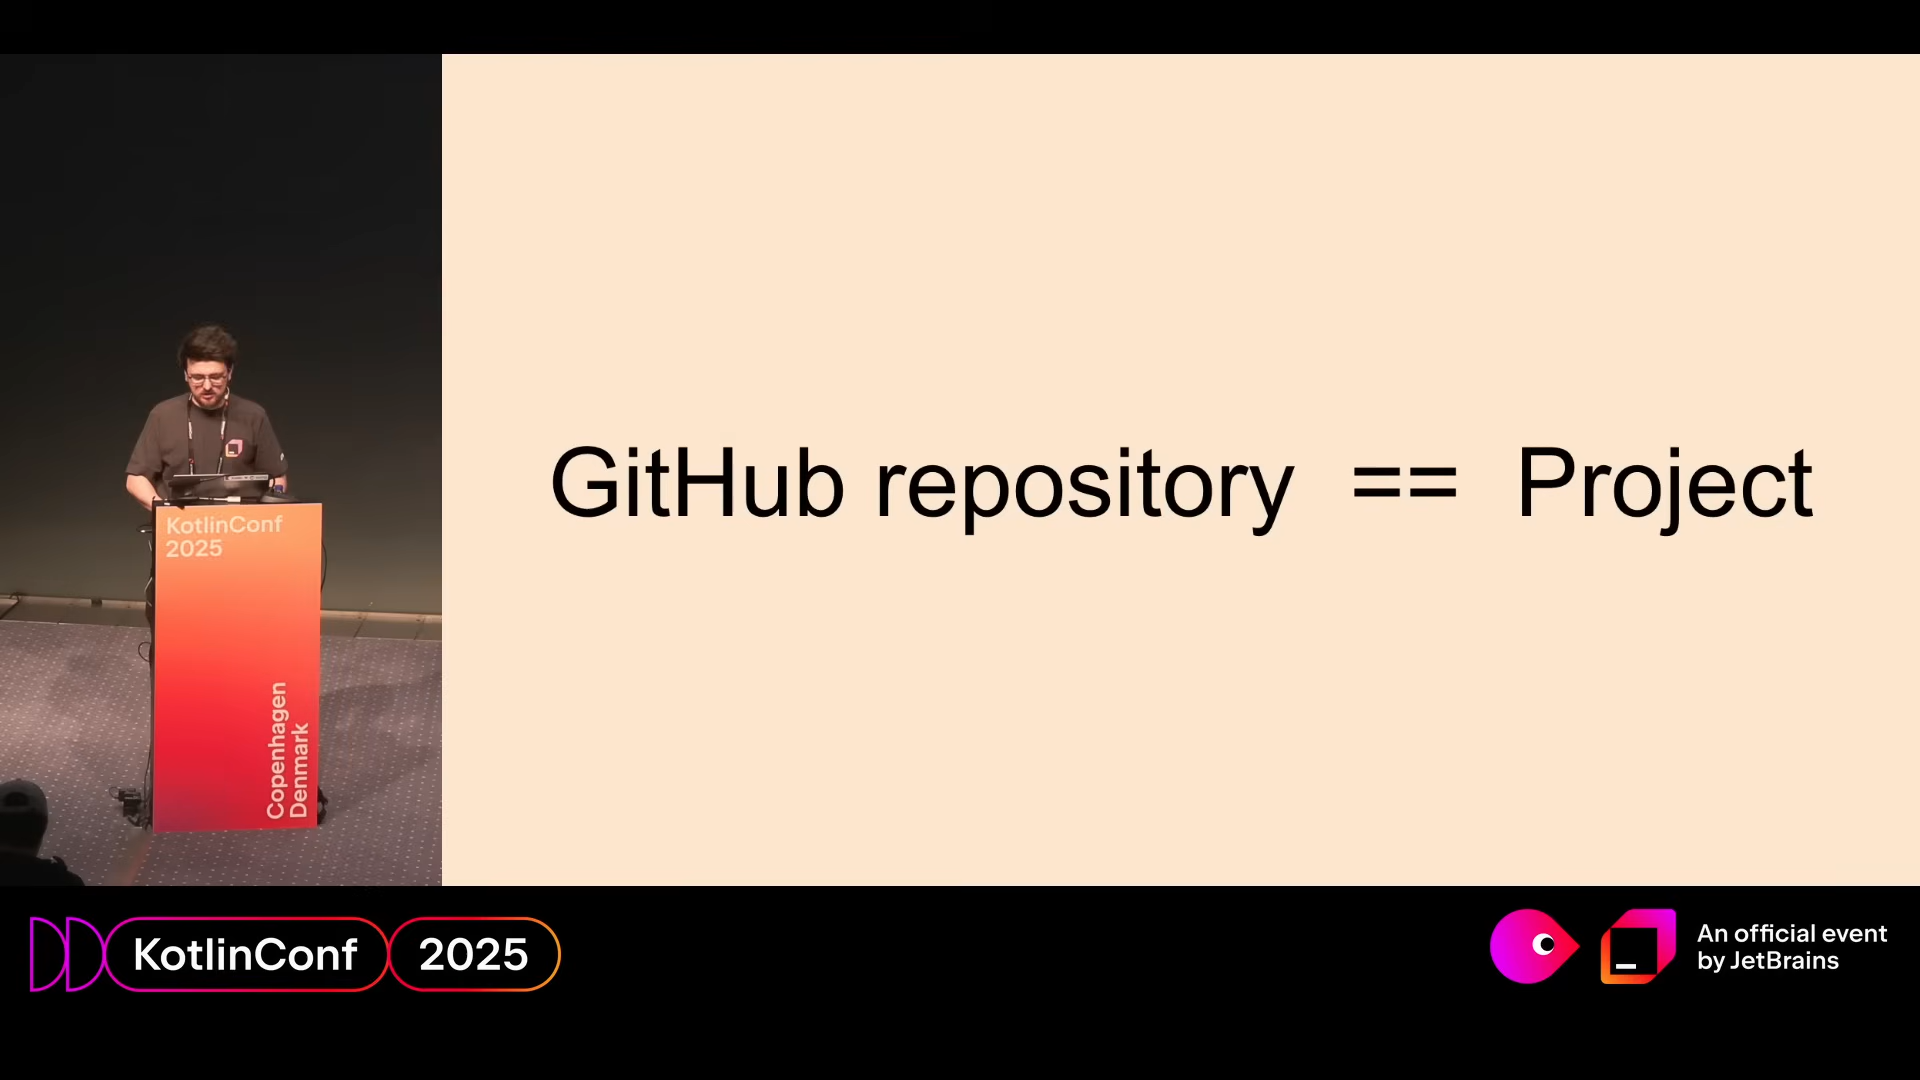 GitHub repository == Project
KotlinConf
2025
Copenhagen
Denmark
KotlinConf 2025
An official event
by JetBrains